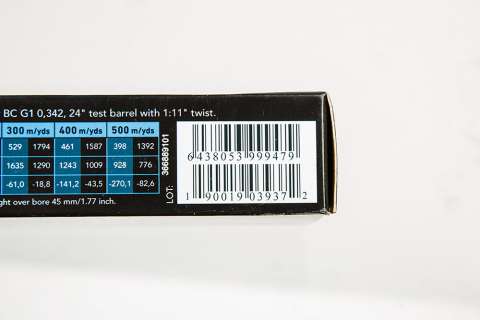 BC G1 0,342, 24" test barrel with 1:11" twist.
300 m/yds 400 m/yds 500 m/yds
529 1794 461 1587 398 1392
1635 1290 1243 1009 928 776
-61,0 -18,8 -141,2 -43,5 -270,1 -82,6
ght over bore 45 mm/1.77 inch.
LOT: 366889101
6 438053 999479
1 90019 03937 2